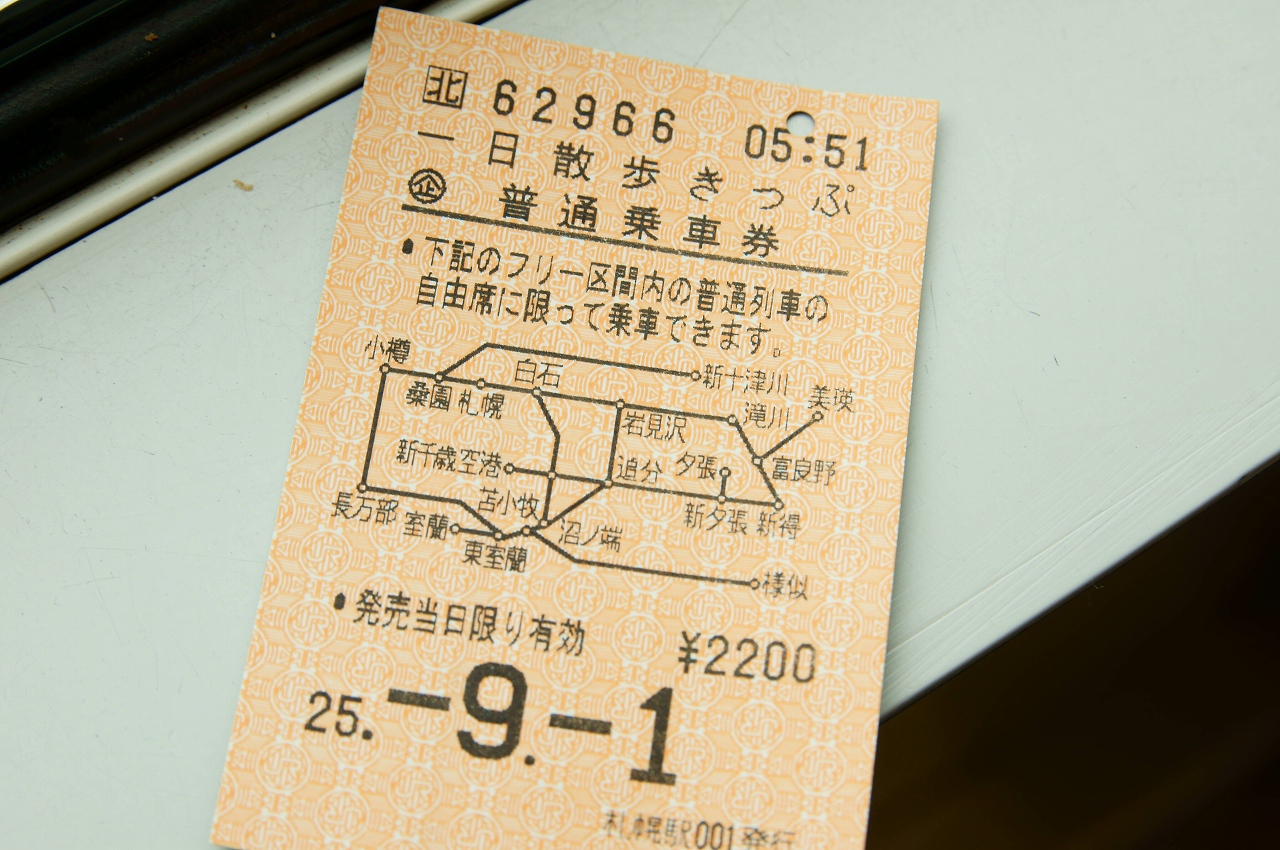 北 62966 05:51
一日散歩きっぷ
企 普通乗車券
●下記のフリー区間内の普通列車の
自由席に限って乗車できます。
小樽
桑園 札幌 白石 新十津川 美瑛
岩見沢 滝川
新千歳空港 追分 夕張 富良野
長万部 室蘭 苫小牧 沼ノ端 新夕張 新得
東室蘭 様似
●発売当日限り有効
¥2200
25.-9.-1
札幌駅001発行